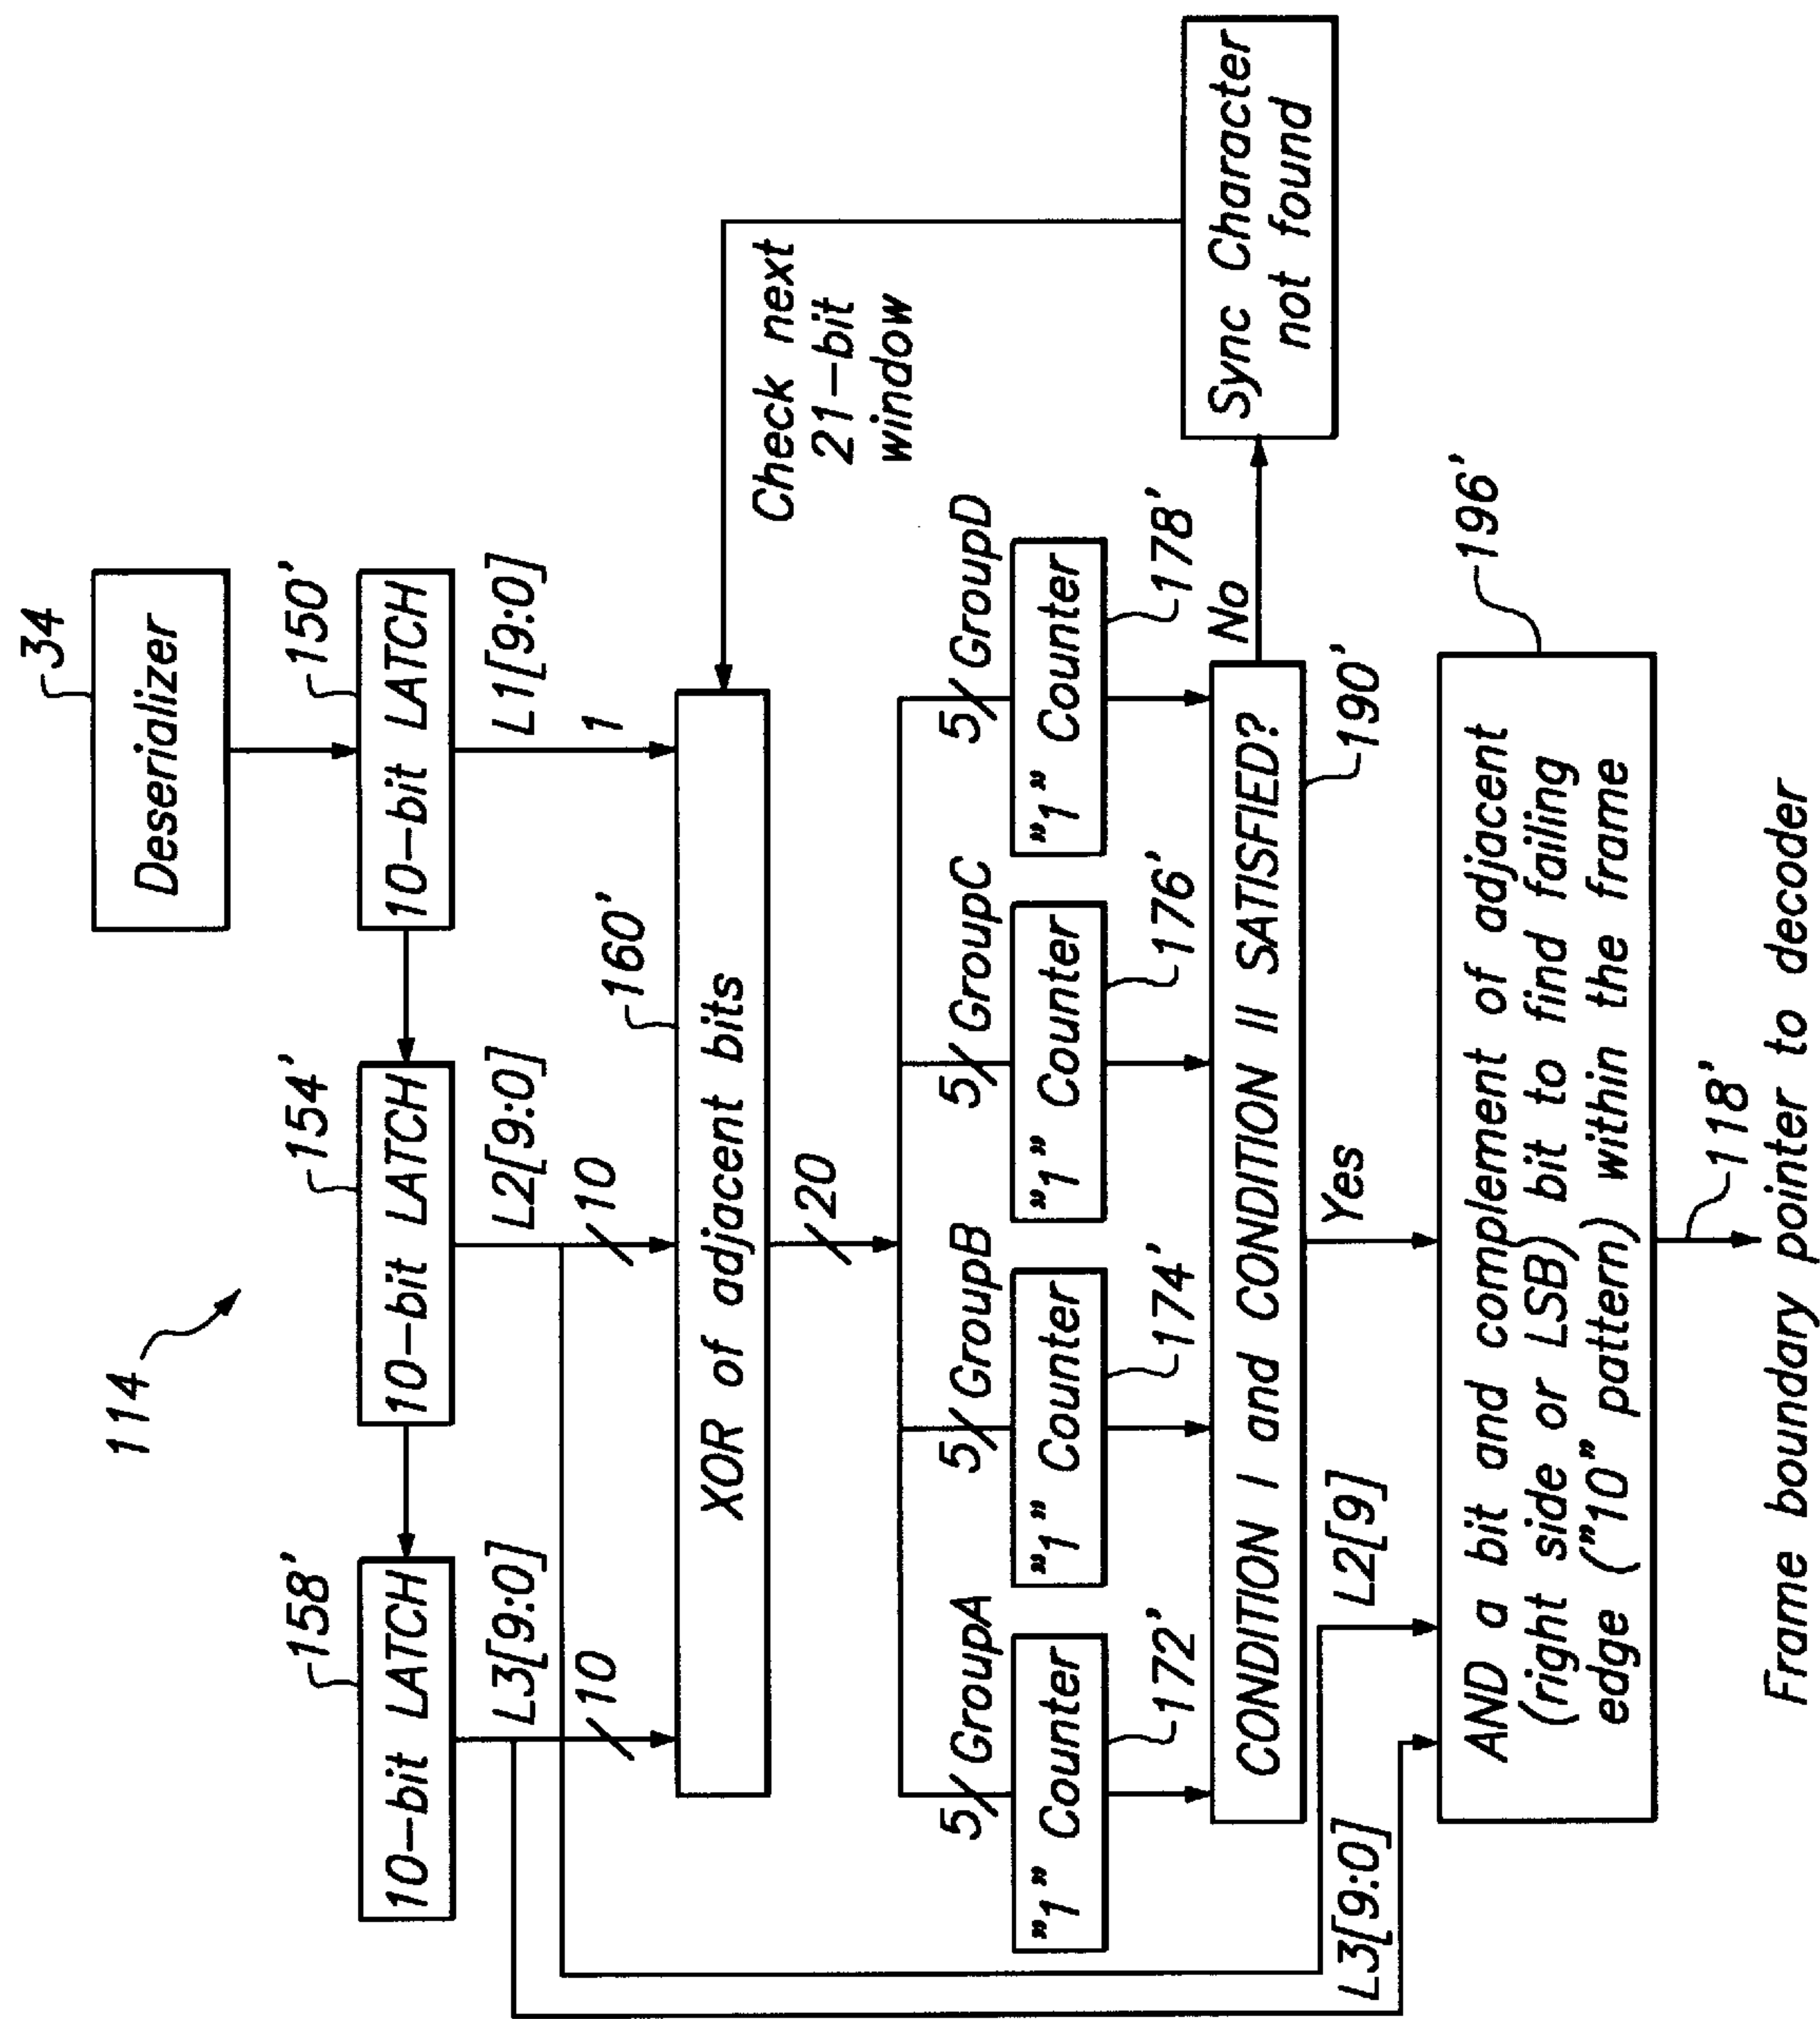 114
34
Deserializer
158'
154'
150'
10-bit LATCH
10-bit LATCH
10-bit LATCH
L3[9:0]
L2[9:0]
L1[9:0]
10
10
1
160'
XOR of adjacent bits
Check next
21-bit
window
20
5
GroupA
5
GroupB
5
GroupC
5
GroupD
"1" Counter
"1" Counter
"1" Counter
"1" Counter
172'
174'
176'
178'
CONDITION I and CONDITION II SATISFIED?
No
Sync Character
not found
190'
L3[9:0]
L2[9]
Yes
196'
AND a bit and complement of adjacent
(right side or LSB) bit to find failing
edge ("10" pattern) within the frame
118'
Frame boundary pointer to decoder